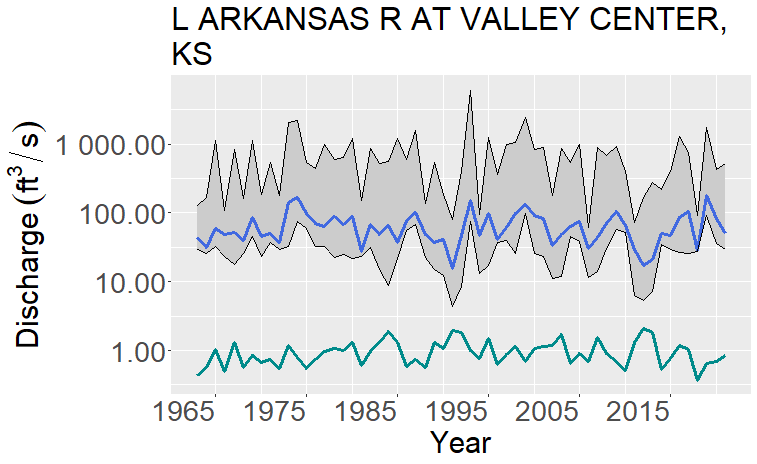 L ARKANSAS R AT VALLEY CENTER,
KS
Discharge (ft³/s)
1 000.00
100.00
10.00
1.00
1965 1975 1985 1995 2005 2015
Year